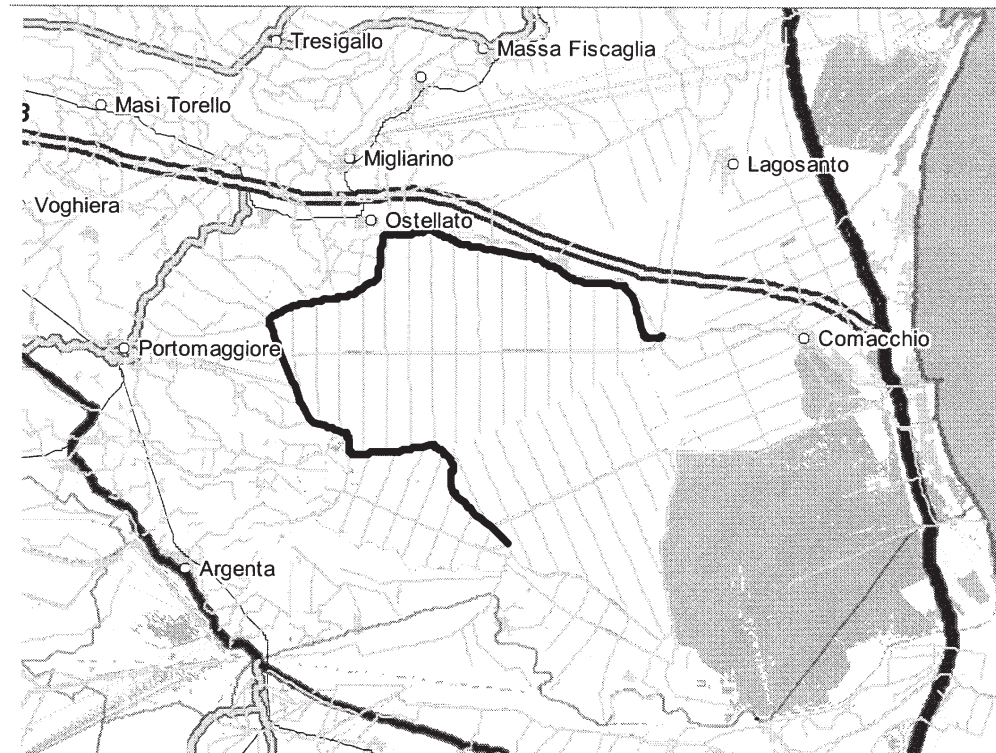 Tresigallo
Massa Fiscaglia
Masi Torello
Migliarino
Lagosanto
Voghiera
Ostellato
Portomaggiore
Comacchio
Argenta